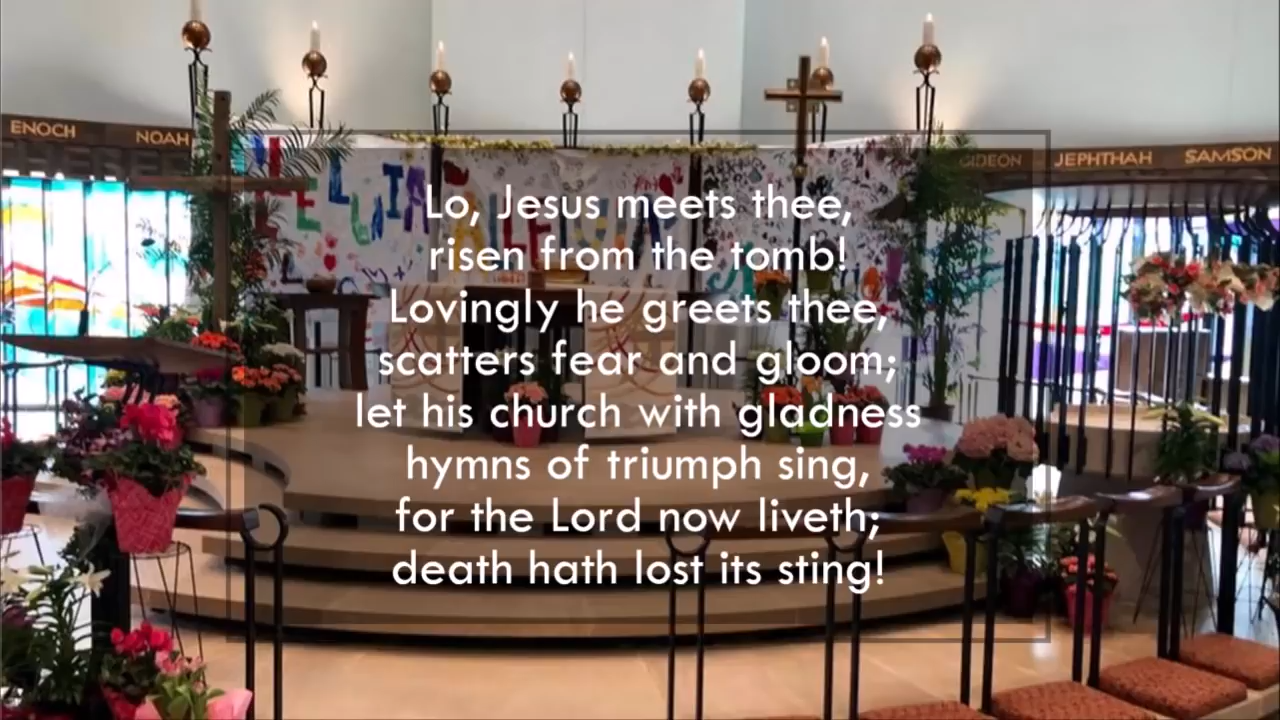 ENOCH NOAH
GIDEON JEPHTHAH SAMSON
Lo, Jesus meets thee,
risen from the tomb!
Lovingly he greets thee,
scatters fear and gloom;
let his church with gladness
hymns of triumph sing,
for the Lord now liveth;
death hath lost its sting!